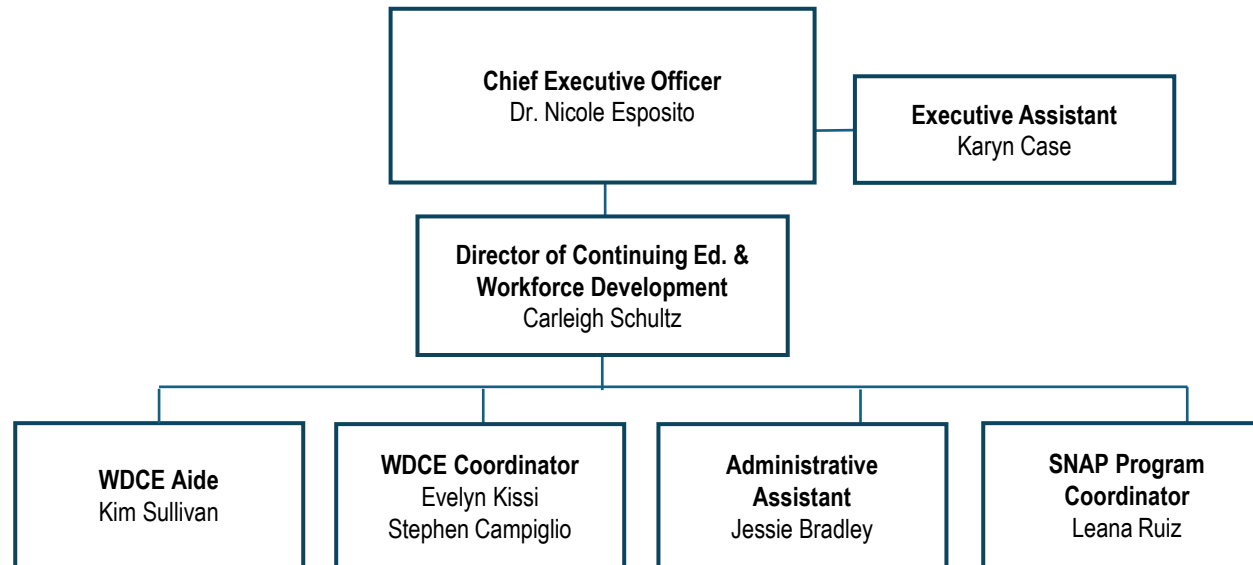 Chief Executive Officer
Dr. Nicole Esposito
Executive Assistant
Karyn Case
Director of Continuing Ed. &
Workforce Development
Carleigh Schultz
WDCE Aide
Kim Sullivan
WDCE Coordinator
Evelyn Kissi
Stephen Campiglio
Administrative
Assistant
Jessie Bradley
SNAP Program
Coordinator
Leana Ruiz